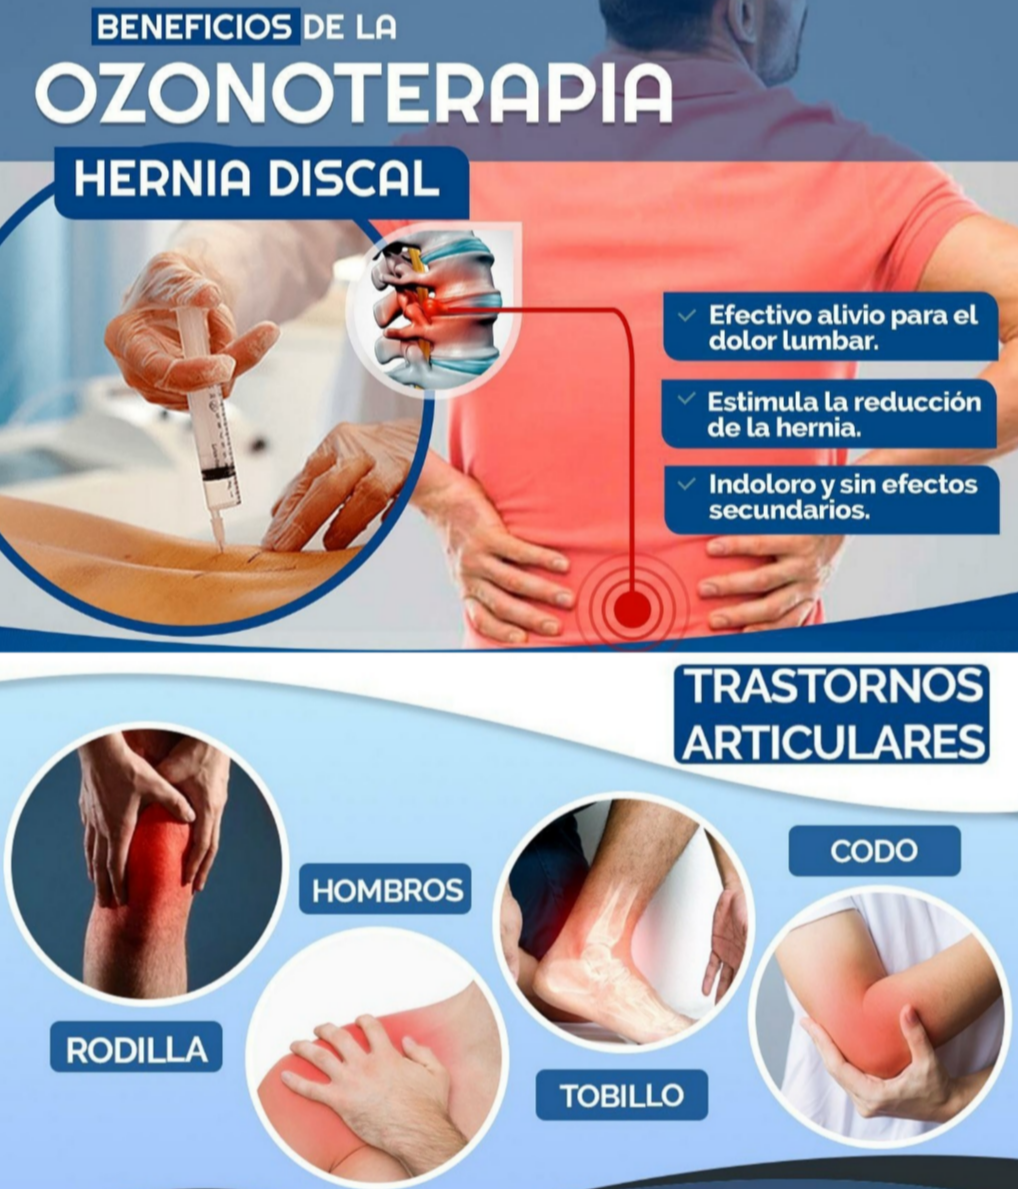 BENEFICIOS DE LA
OZONOTERAPIA
HERNIA DISCAL
Efectivo alivio para el
dolor lumbar.
Estimula la reducción
de la hernia.
Indoloro y sin efectos
secundarios.
TRASTORNOS
ARTICULARES
CODO
HOMBROS
RODILLA
TOBILLO